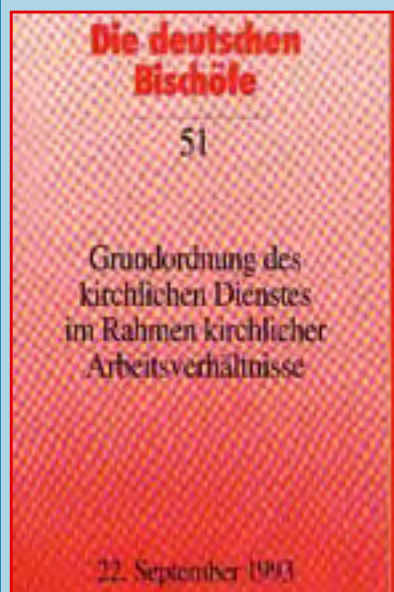 Die deutschen
Bischöfe
51
Grundordnung des
kirchlichen Dienstes
im Rahmen kirchlicher
Arbeitsverhältnisse
22. September 1993